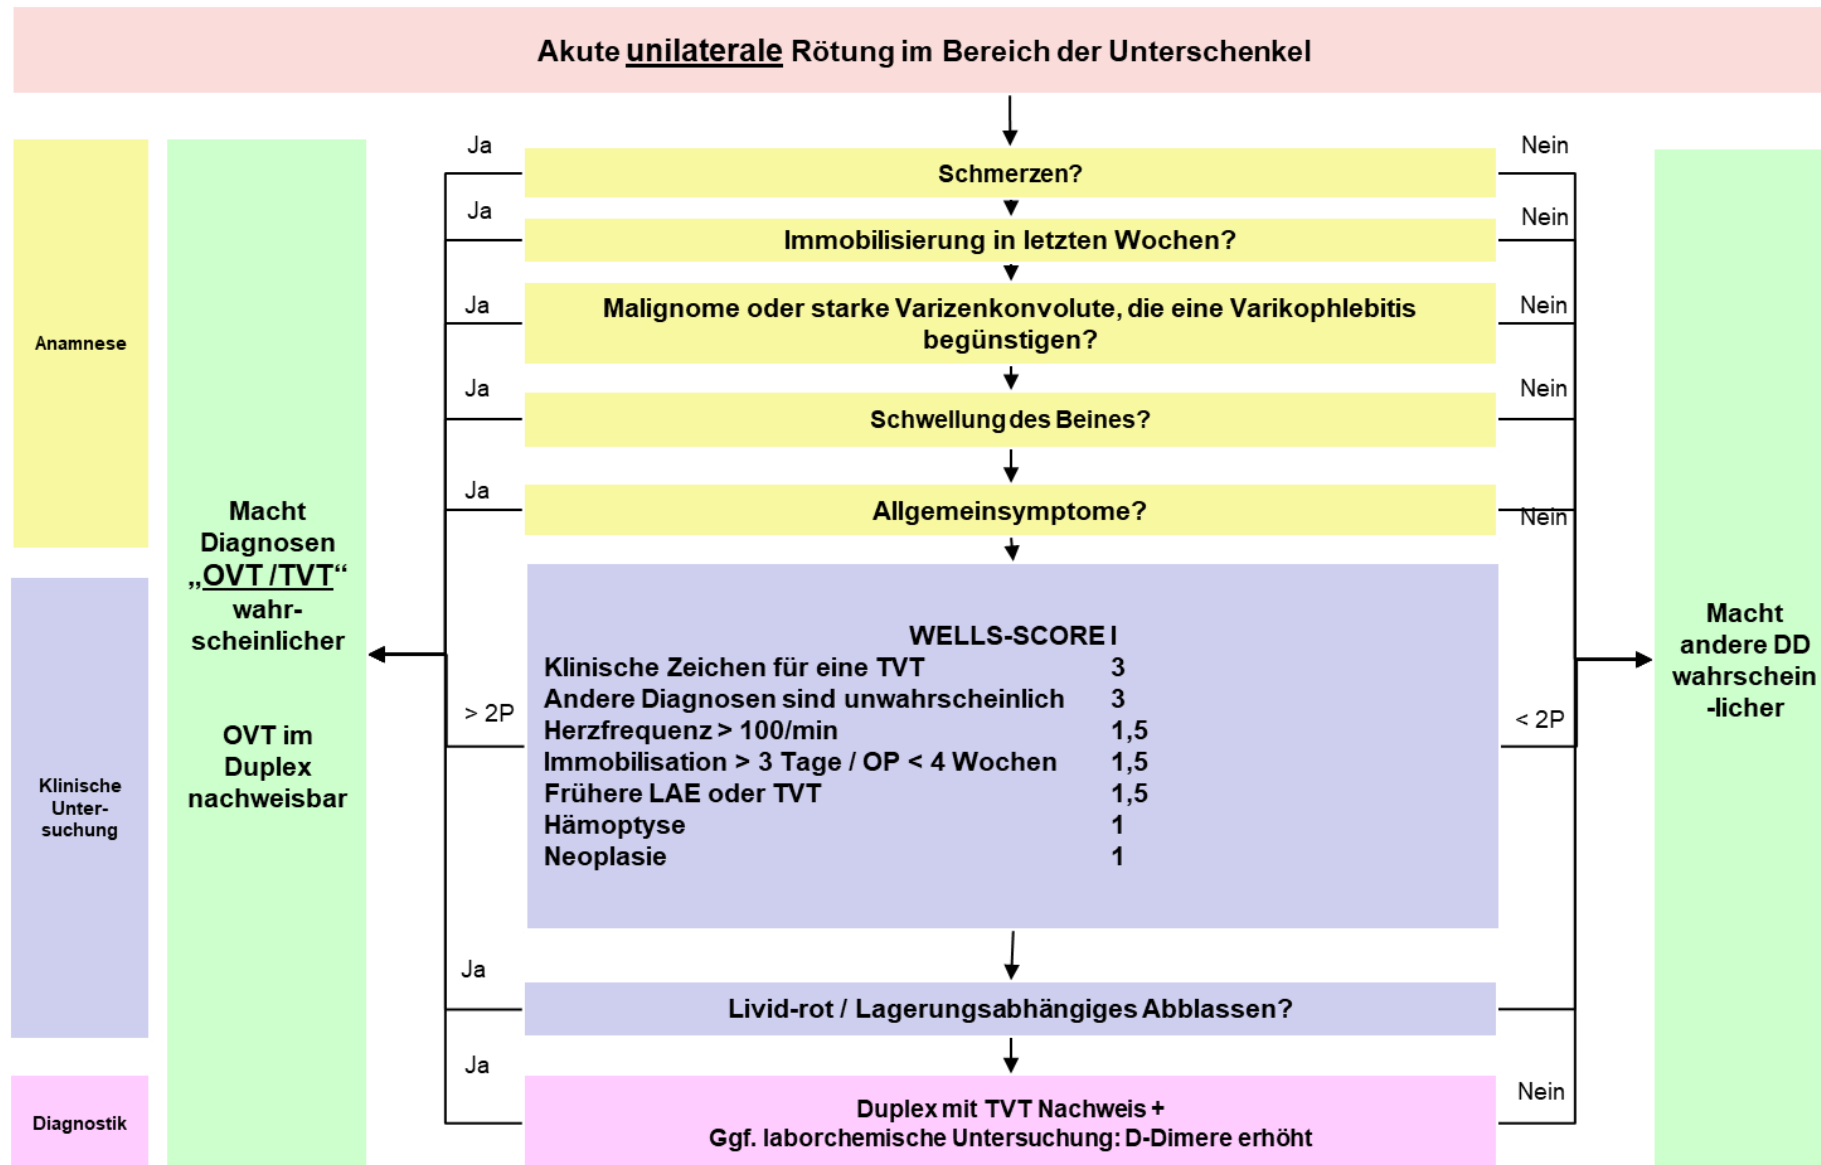 Akute unilaterale Rötung im Bereich der Unterschenkel
Ja
Nein
Schmerzen?
Ja
Nein
Immobilisierung in letzten Wochen?
Ja
Nein
Malignome oder starke Varizenkonvolute, die eine Varikophlebitis
begünstigen?
Anamnese
Ja
Nein
Schwellung des Beines?
Ja
Nein
Allgemeinsymptome?
Macht
Diagnosen
„OVT /TVT“
wahr-
scheinlicher
OVT im
Duplex
nachweisbar
Macht
andere DD
wahrschein
-licher
Klinische
Unter-
suchung
> 2P
< 2P
WELLS-SCORE I
Klinische Zeichen für eine TVT 3
Andere Diagnosen sind unwahrscheinlich 3
Herzfrequenz > 100/min 1,5
Immobilisation > 3 Tage / OP < 4 Wochen 1,5
Frühere LAE oder TVT 1,5
Hämoptyse 1
Neoplasie 1
Ja
Livid-rot / Lagerungsabhängiges Abblassen?
Ja
Nein
Diagnostik
Duplex mit TVT Nachweis +
Ggf. laborchemische Untersuchung: D-Dimere erhöht